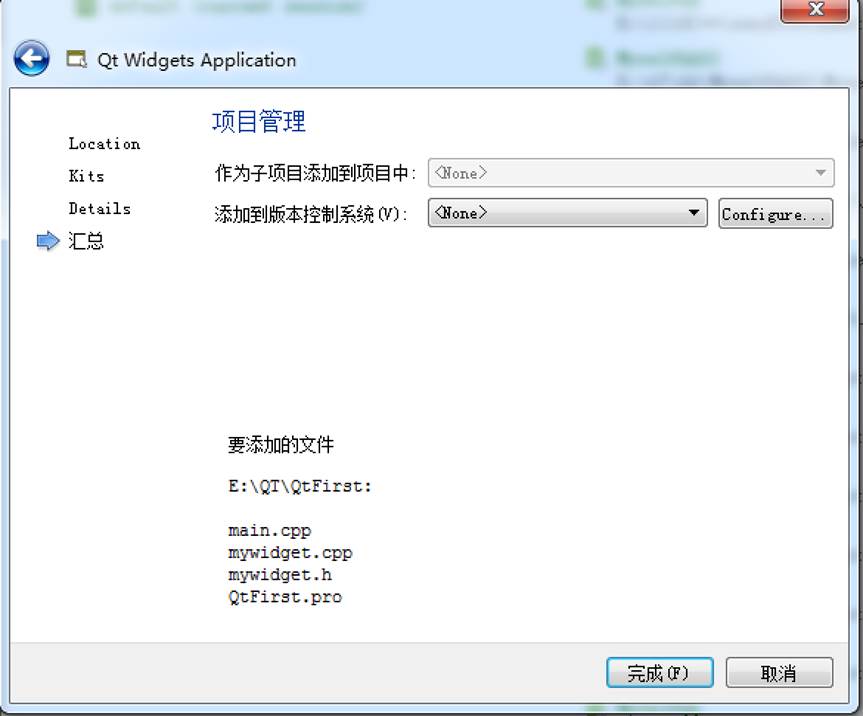 Qt Widgets Application
项目管理
Location
Kits
Details
汇总
作为子项目添加到项目中:
<None>
添加到版本控制系统(V):
<None>
Configure...
要添加的文件
E:\QT\QtFirst:
main.cpp
mywidget.cpp
mywidget.h
QtFirst.pro
完成(F)
取消